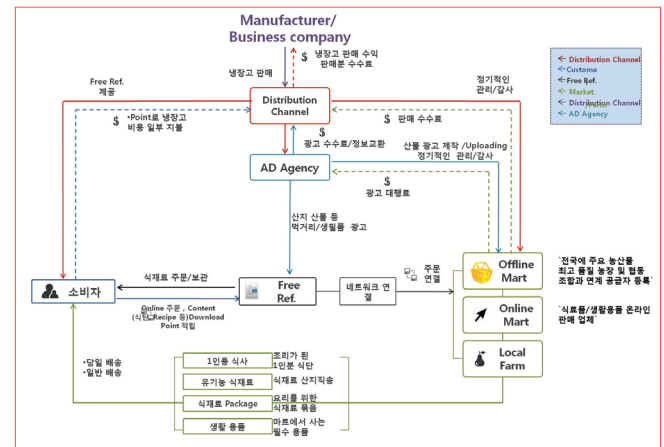 Manufacturer/
Business company
$ 냉장고 판매 수익
판매분 수수료
냉장고 판매
Free Ref.
제공
정기적인
관리/감사
Distribution Channel
Custome
Free Ref.
Market
Distribution Channel
AD Agency
Distribution
Channel
$ •Point로 냉장고
비용 일부 지불
$ 판매 수수료
$
광고 수수료/정보교환
산물 광고 제작 /Uploading
정기적인 관리/감사
AD Agency
$
광고 대행료
산지 산물 등
먹거리/생필품 광고
소비자
식재료 주문/보관
Free
Ref.
네트워크 연
결
주문
연결
Offline
Mart
'전국에 주요 농산물
최고 품질 농장 및 협동
조합과 연계 공급자 등록'
Online 주문 , Content
(식단,Recipe 등)Download
Point 적립
Online
Mart
'식료품/생활용품 온라인
판매 업체'
Local
Farm
•당일 배송
•일반 배송
1인용 식사
조리가 된
1인분 식단
유기농 식재료
식재료 산지직송
식재료 Package
요리를 위한
식재료 묶음
생활 용품
마트에서 사는
필수 용품